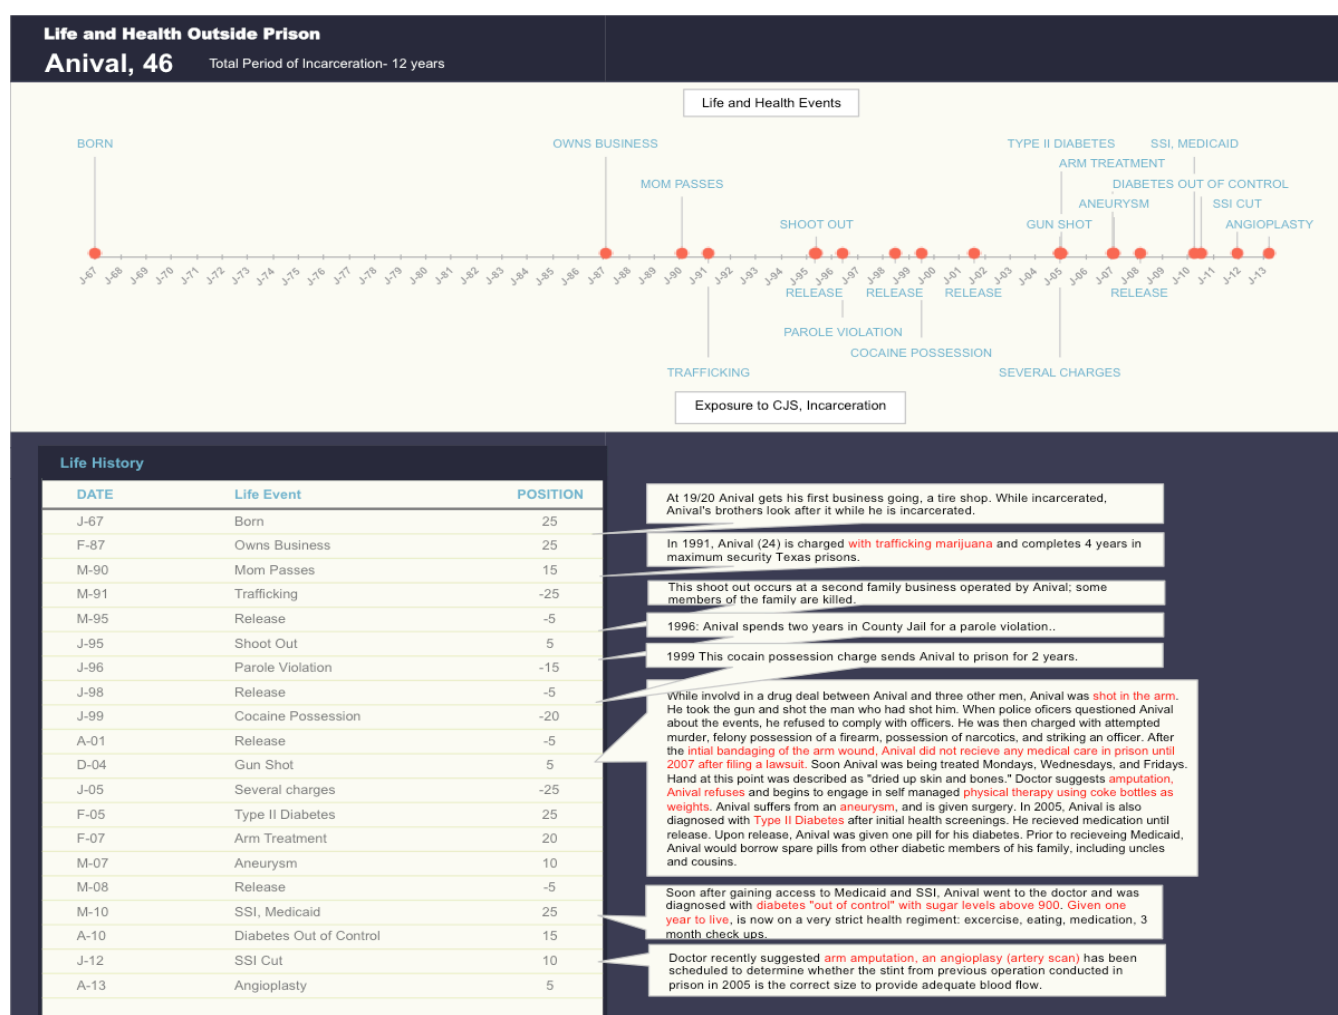 Life and Health Outside Prison
Anival, 46 Total Period of Incarceration- 12 years
Life and Health Events
BORN OWNS BUSINESS TYPE II DIABETES SSI, MEDICAID
ARM TREATMENT
MOM PASSES DIABETES OUT OF CONTROL
ANEURYSM SSI CUT
SHOOT OUT GUN SHOT ANGIOPLASTY
J-67 J-68 J-69 J-70 J-71 J-72 J-73 J-74 J-75 J-76 J-77 J-78 J-79 J-80 J-81 J-82 J-83 J-84 J-85 J-86 J-87 J-88 J-89 J-90 J-91 J-92 J-93 J-94 J-95 J-96 J-97 J-98 J-99 J-00 J-01 J-02 J-03 J-04 J-05 J-06 J-07 J-08 J-09 J-10 J-11 J-12 J-13
RELEASE RELEASE RELEASE RELEASE
PAROLE VIOLATION
COCAINE POSSESSION
TRAFFICKING SEVERAL CHARGES
Exposure to CJS, Incarceration
Life History
DATE Life Event POSITION
J-67 Born 25
F-87 Owns Business 25
M-90 Mom Passes 15
M-91 Trafficking -25
M-95 Release -5
J-95 Shoot Out 5
J-96 Parole Violation -15
J-98 Release -5
J-99 Cocaine Possession -20
A-01 Release -5
D-04 Gun Shot 5
J-05 Several charges -25
F-05 Type II Diabetes 25
F-07 Arm Treatment 20
M-07 Aneurysm 10
M-08 Release -5
M-10 SSI, Medicaid 25
A-10 Diabetes Out of Control 15
J-12 SSI Cut 10
A-13 Angioplasty 5
At 19/20 Anival gets his first business going, a tire shop. While incarcerated,
Anival's brothers look after it while he is incarcerated.
In 1991, Anival (24) is charged with trafficking marijuana and completes 4 years in
maximum security Texas prisons.
This shoot out occurs at a second family business operated by Anival; some
members of the family are killed.
1996: Anival spends two years in County Jail for a parole violation..
1999 This cocain possession charge sends Anival to prison for 2 years.
While involvd in a drug deal between Anival and three other men, Anival was shot in the arm.
He took the gun and shot the man who had shot him. When police oficers questioned Anival
about the events, he refused to comply with officers. He was then charged with attempted
murder, felony possession of a firearm, possession of narcotics, and striking an officer. After
the intial bandaging of the arm wound, Anival did not recieve any medical care in prison until
2007 after filing a lawsuit. Soon Anival was being treated Mondays, Wednesdays, and Fridays.
Hand at this point was described as "dried up skin and bones." Doctor suggests amputation,
Anival refuses and begins to engage in self managed physical therapy using coke bottles as
weights. Anival suffers from an aneurysm, and is given surgery. In 2005, Anival is also
diagnosed with Type II Diabetes after initial health screenings. He recieved medication until
release. Upon release, Anival was given one pill for his diabetes. Prior to recieveing Medicaid,
Anival would borrow spare pills from other diabetic members of his family, including uncles
and cousins.
Soon after gaining access to Medicaid and SSI, Anival went to the doctor and was
diagnosed with diabetes "out of control" with sugar levels above 900. Given one
year to live, is now on a very strict health regiment: excercise, eating, medication, 3
month check ups.
Doctor recently suggested arm amputation, an angioplasy (artery scan) has been
scheduled to determine whether the stint from previous operation conducted in
prison in 2005 is the correct size to provide adequate blood flow.